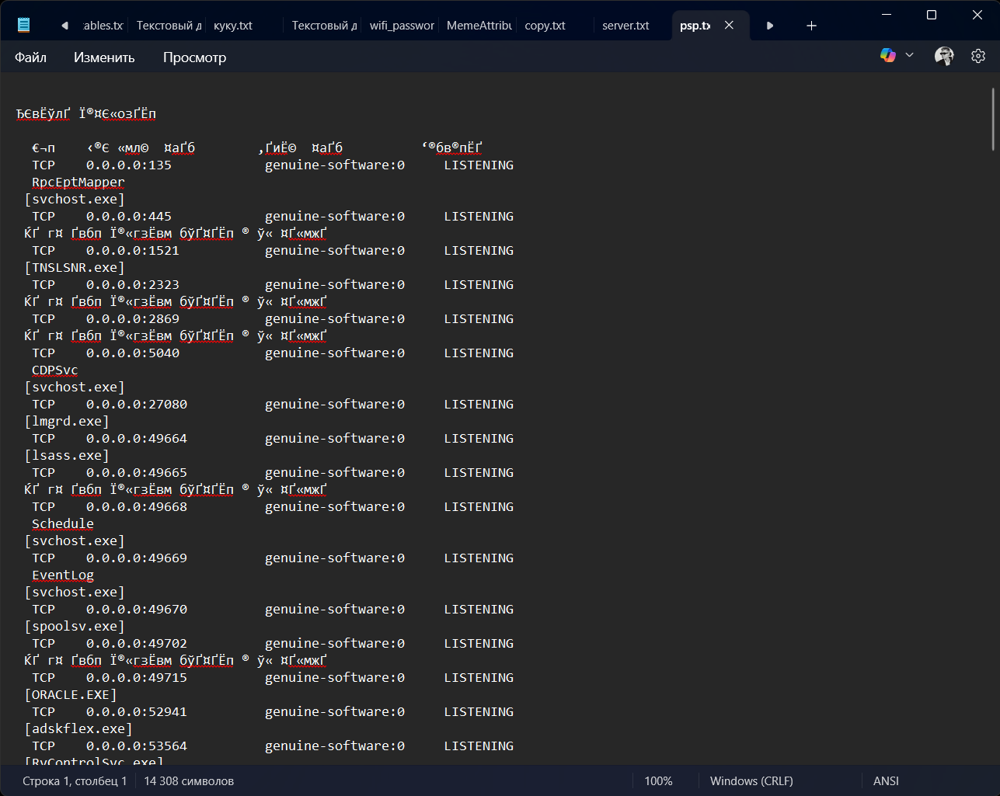 ables.tx Текстовый д куку.txt Текстовый д wifi_passwor MemeAttribu copy.txt server.txt psp.tx
Файл Изменить Просмотр
ЂЄвЁўлҐ Ї®¤Є«озҐЁп
€¬п ‹®Є «мл© ¤аҐб ‚ҐиЁ© ¤аҐб ‘®бв®пЁҐ
TCP 0.0.0.0:135 genuine-software:0 LISTENING
RpcEptMapper
[svchost.exe]
TCP 0.0.0.0:445 genuine-software:0 LISTENING
ЌҐ г¤ Ґвбп Ї®«гзЁвм бўҐ¤ҐЁп ® ў« ¤Ґ«мжҐ
TCP 0.0.0.0:1521 genuine-software:0 LISTENING
[TNSLSNR.exe]
TCP 0.0.0.0:2323 genuine-software:0 LISTENING
ЌҐ г¤ Ґвбп Ї®«гзЁвм бўҐ¤ҐЁп ® ў« ¤Ґ«мжҐ
TCP 0.0.0.0:2869 genuine-software:0 LISTENING
ЌҐ г¤ Ґвбп Ї®«гзЁвм бўҐ¤ҐЁп ® ў« ¤Ґ«мжҐ
TCP 0.0.0.0:5040 genuine-software:0 LISTENING
CDPSvc
[svchost.exe]
TCP 0.0.0.0:27080 genuine-software:0 LISTENING
[lmgrd.exe]
TCP 0.0.0.0:49664 genuine-software:0 LISTENING
[lsass.exe]
TCP 0.0.0.0:49665 genuine-software:0 LISTENING
ЌҐ г¤ Ґвбп Ї®«гзЁвм бўҐ¤ҐЁп ® ў« ¤Ґ«мжҐ
TCP 0.0.0.0:49668 genuine-software:0 LISTENING
Schedule
[svchost.exe]
TCP 0.0.0.0:49669 genuine-software:0 LISTENING
EventLog
[svchost.exe]
TCP 0.0.0.0:49670 genuine-software:0 LISTENING
[spoolsv.exe]
TCP 0.0.0.0:49702 genuine-software:0 LISTENING
ЌҐ г¤ Ґвбп Ї®«гзЁвм бўҐ¤ҐЁп ® ў« ¤Ґ«мжҐ
TCP 0.0.0.0:49715 genuine-software:0 LISTENING
[ORACLE.EXE]
TCP 0.0.0.0:52941 genuine-software:0 LISTENING
[adskflex.exe]
TCP 0.0.0.0:53564 genuine-software:0 LISTENING
[RvControlSvc.exe]
Строка 1, столбец 1 14 308 символов 100% Windows (CRLF) ANSI